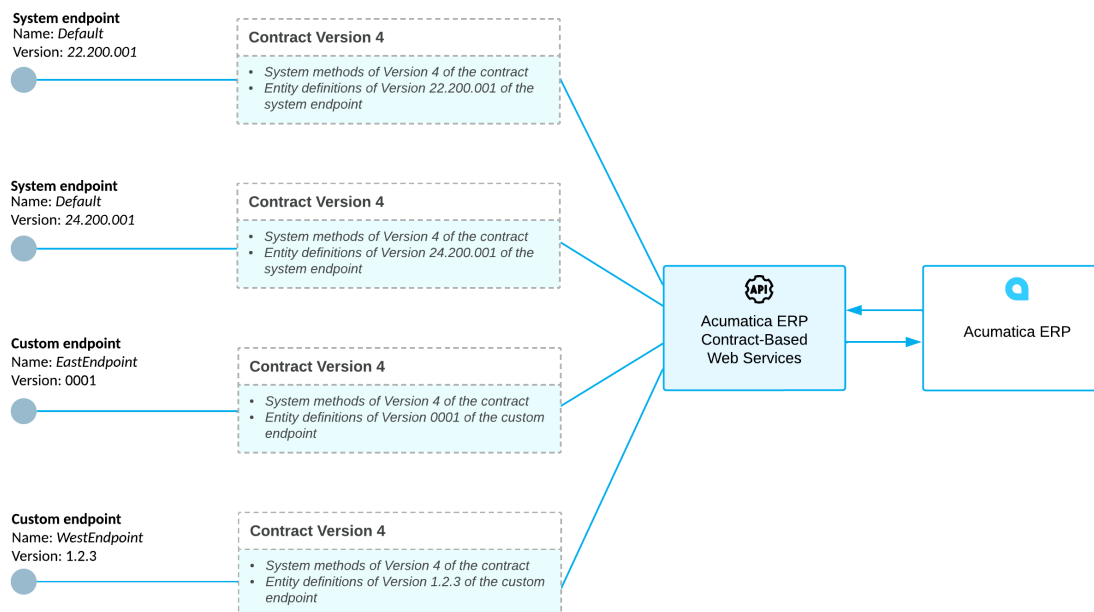 System endpoint
Name: Default
Version: 22.200.001
Contract Version 4
• System methods of Version 4 of the contract
• Entity definitions of Version 22.200.001 of the
system endpoint
System endpoint
Name: Default
Version: 24.200.001
Contract Version 4
• System methods of Version 4 of the contract
• Entity definitions of Version 24.200.001 of the
system endpoint
API
Acumatica ERP
Contract-Based
Web Services
Acumatica ERP
Custom endpoint
Name: EastEndpoint
Version: 0001
Contract Version 4
• System methods of Version 4 of the contract
• Entity definitions of Version 0001 of the custom
endpoint
Custom endpoint
Name: WestEndpoint
Version: 1.2.3
Contract Version 4
• System methods of Version 4 of the contract
• Entity definitions of Version 1.2.3 of the custom
endpoint